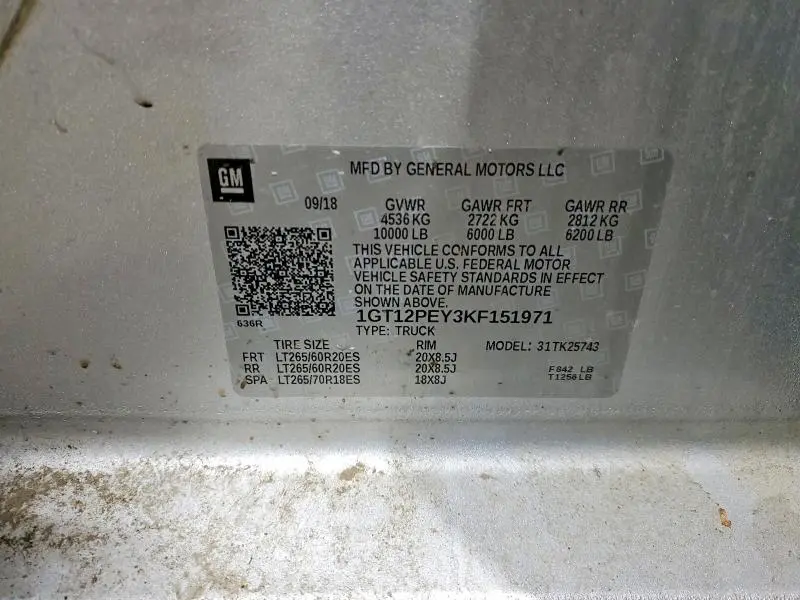 GM
MFD BY GENERAL MOTORS LLC
09/18 GVWR GAWR FRT GAWR RR
4536 KG 2722 KG 2812 KG
10000 LB 6000 LB 6200 LB
THIS VEHICLE CONFORMS TO ALL
APPLICABLE U.S. FEDERAL MOTOR
VEHICLE SAFETY STANDARDS IN EFFECT
ON THE DATE OF MANUFACTURE
SHOWN ABOVE.
636R
1GT12PEY3KF151971
TYPE: TRUCK
TIRE SIZE RIM MODEL: 31TK25743
FRT LT265/60R20ES 20X8.5J
RR LT265/60R20ES 20X8.5J F842 LB
SPA LT265/70R18ES 18X8J T1256LB